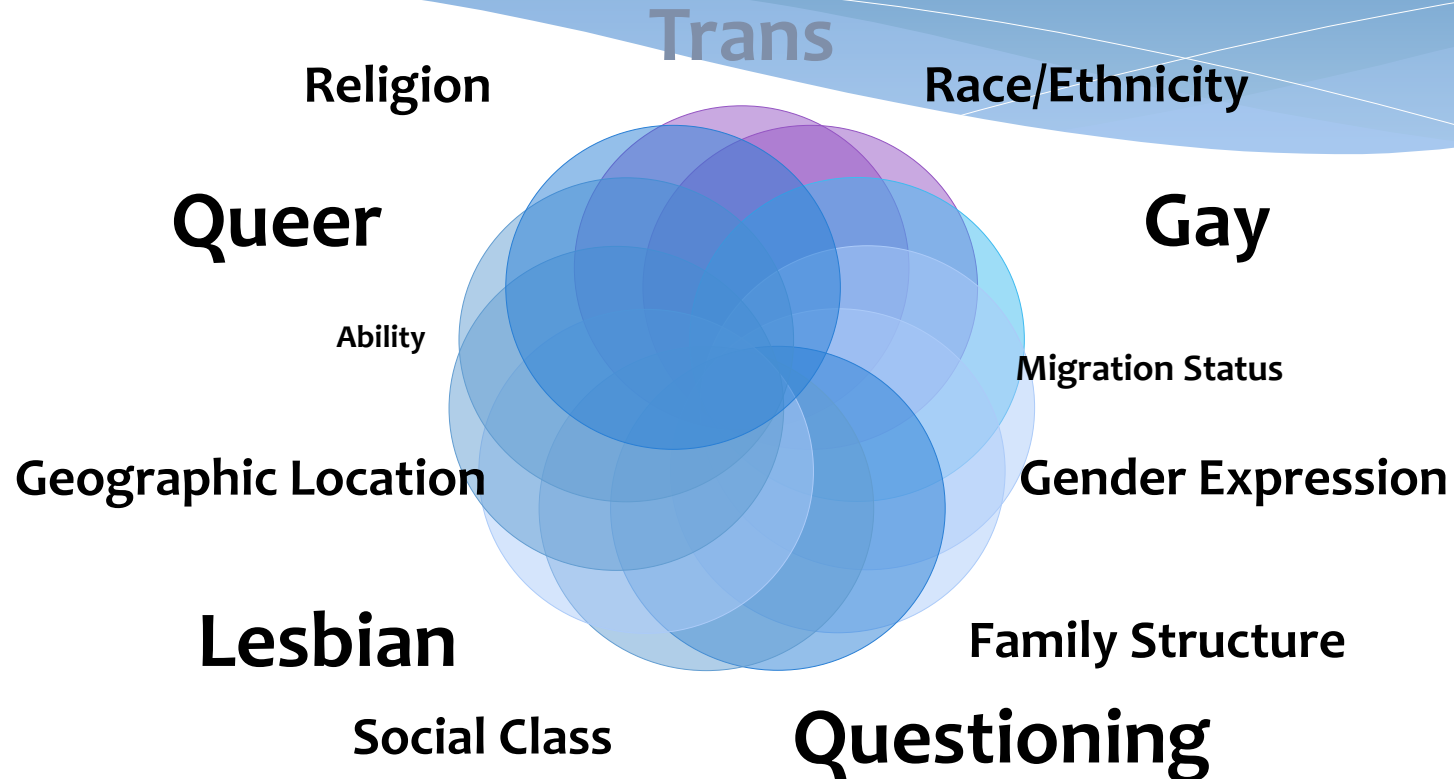 Trans
Religion
Race/Ethnicity
Queer
Gay
Ability
Migration Status
Geographic Location
Gender Expression
Lesbian
Family Structure
Social Class
Questioning